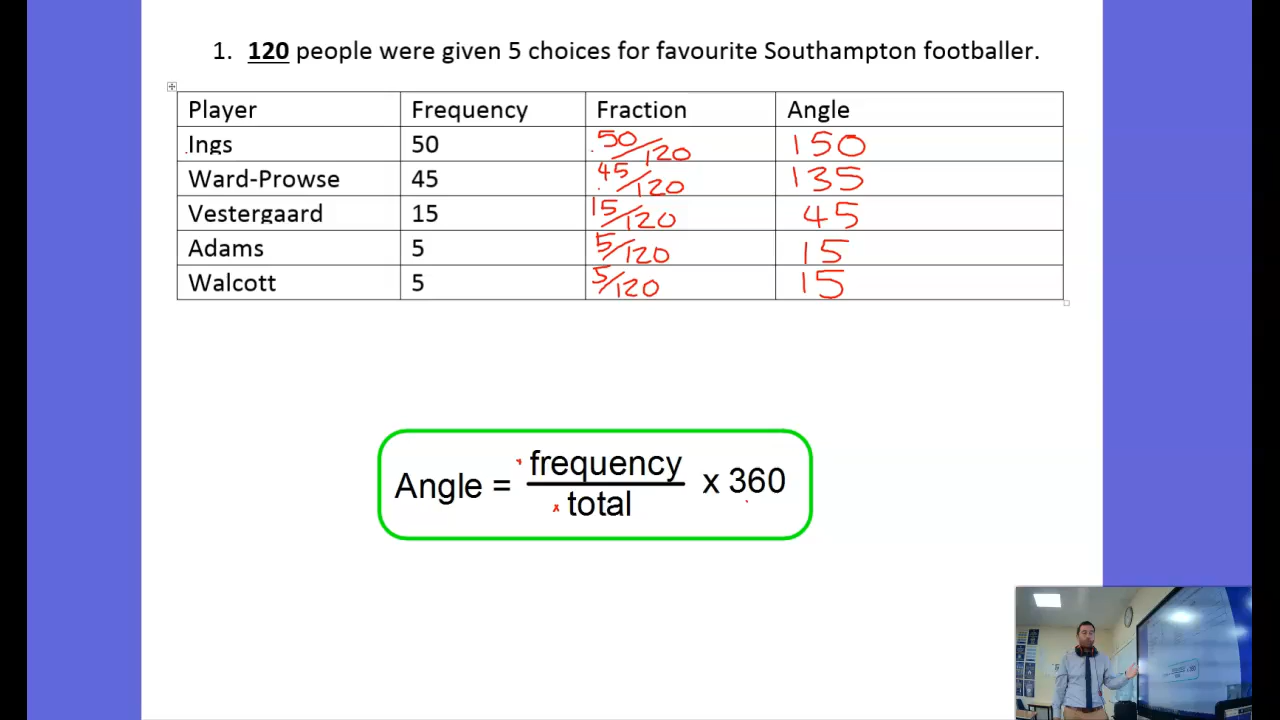 1. 120 people were given 5 choices for favourite Southampton footballer.
Player Frequency Fraction Angle
Ings 50 50/120 150
Ward-Prowse 45 45/120 135
Vestergaard 15 15/120 45
Adams 5 5/120 15
Walcott 5 5/120 15
frequency
Angle = x 360
total